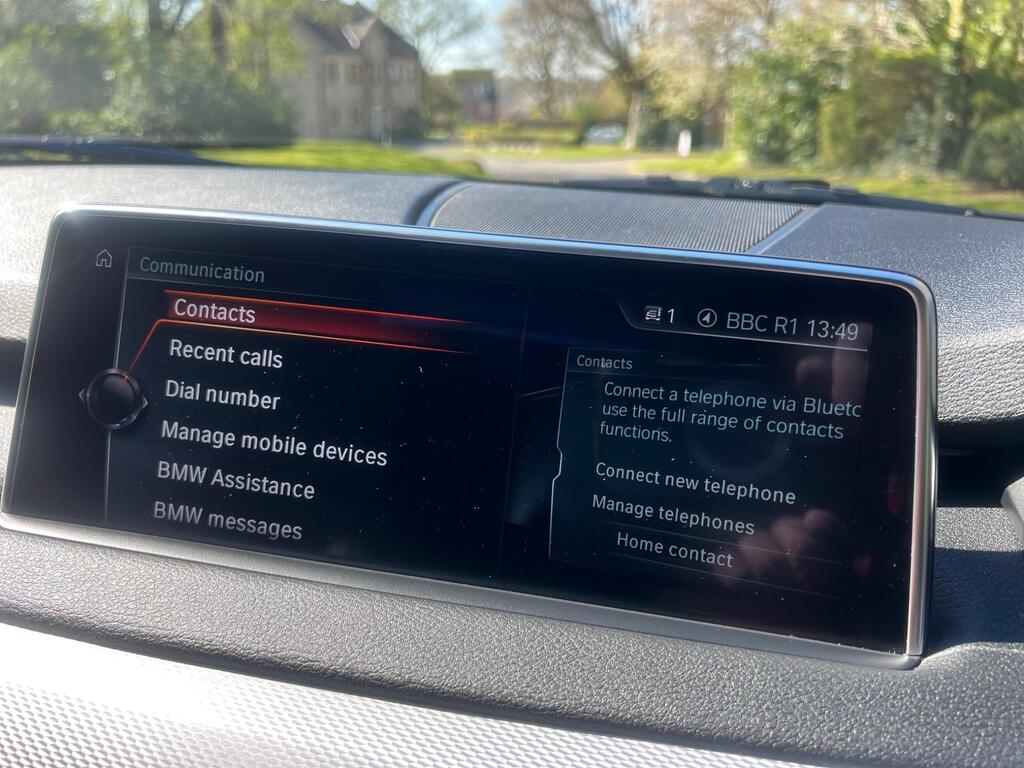 Communication
Contacts
Recent calls
Dial number
Manage mobile devices
BMW Assistance
BMW messages
1 BBC R1 13:49
Contacts
Connect a telephone via Bluetc
use the full range of contacts
functions.
Connect new telephone
Manage telephones
Home contact